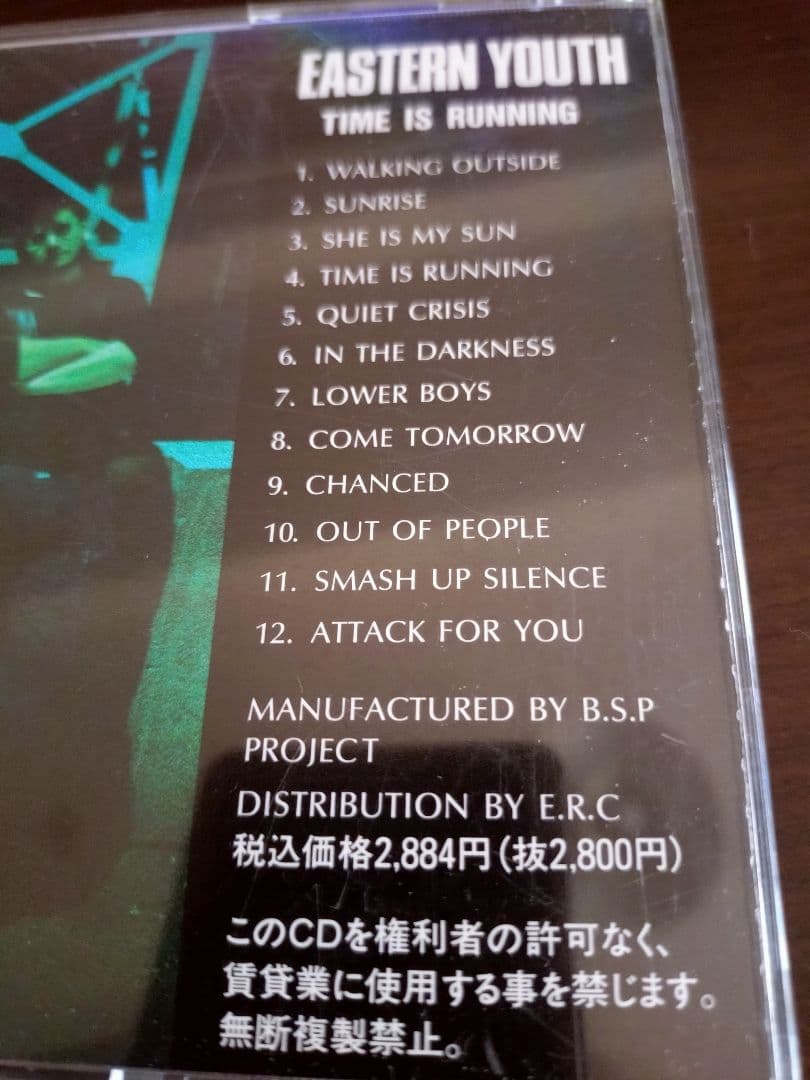 EASTERN YOUTH
TIME IS RUNNING
1. WALKING OUTSIDE
2. SUNRISE
3. SHE IS MY SUN
4. TIME IS RUNNING
5. QUIET CRISIS
6. IN THE DARKNESS
7. LOWER BOYS
8. COME TOMORROW
9. CHANCED
10. OUT OF PEOPLE
11. SMASH UP SILENCE
12. ATTACK FOR YOU
MANUFACTURED BY B.S.P
PROJECT
DISTRIBUTION BY E.R.C
税込価格2,884円(抜2,800円)
このCDを権利者の許可なく、
賃貸業に使用する事を禁じます。
無断複製禁止。